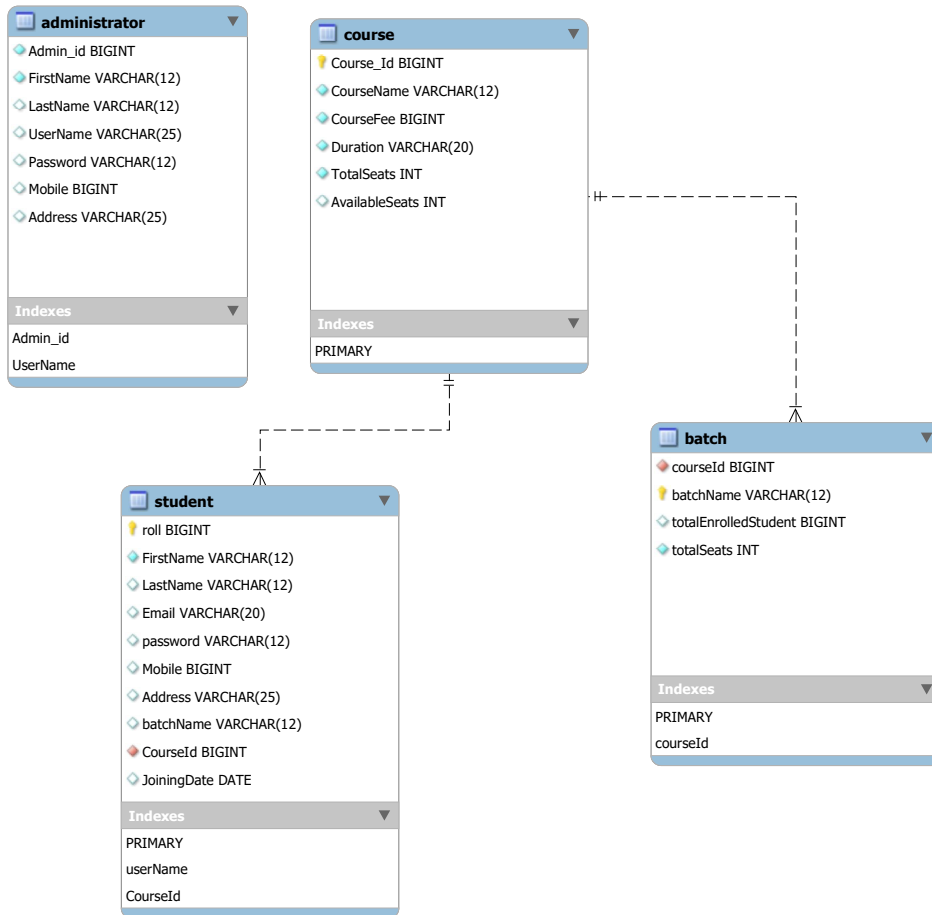 administrator
Admin_id BIGINT
FirstName VARCHAR(12)
LastName VARCHAR(12)
UserName VARCHAR(25)
Password VARCHAR(12)
Mobile BIGINT
Address VARCHAR(25)
Indexes
Admin_id
UserName
course
Course_Id BIGINT
CourseName VARCHAR(12)
CourseFee BIGINT
Duration VARCHAR(20)
TotalSeats INT
AvailableSeats INT
Indexes
PRIMARY
student
roll BIGINT
FirstName VARCHAR(12)
LastName VARCHAR(12)
Email VARCHAR(20)
password VARCHAR(12)
Mobile BIGINT
Address VARCHAR(25)
batchName VARCHAR(12)
CourseId BIGINT
JoiningDate DATE
Indexes
PRIMARY
userName
CourseId
batch
courseId BIGINT
batchName VARCHAR(12)
totalEnrolledStudent BIGINT
totalSeats INT
Indexes
PRIMARY
courseId